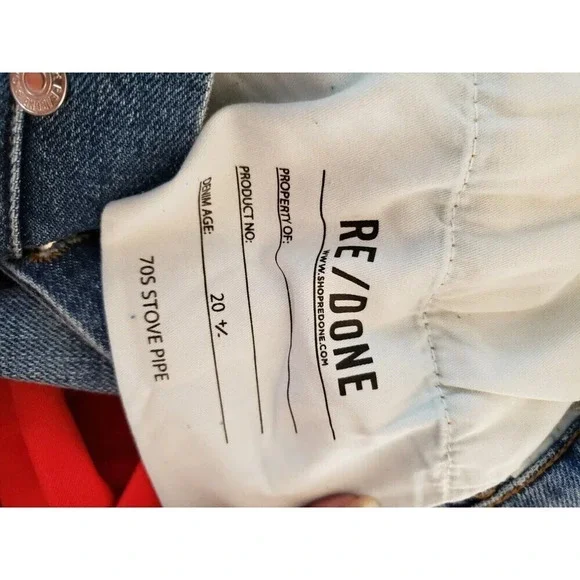 RE/DONE
WWW.SHOPREDONE.COM
PROPERTY OF:
PRODUCT NO:
DENIM AGE: 20 +/-
70S STOVE PIPE